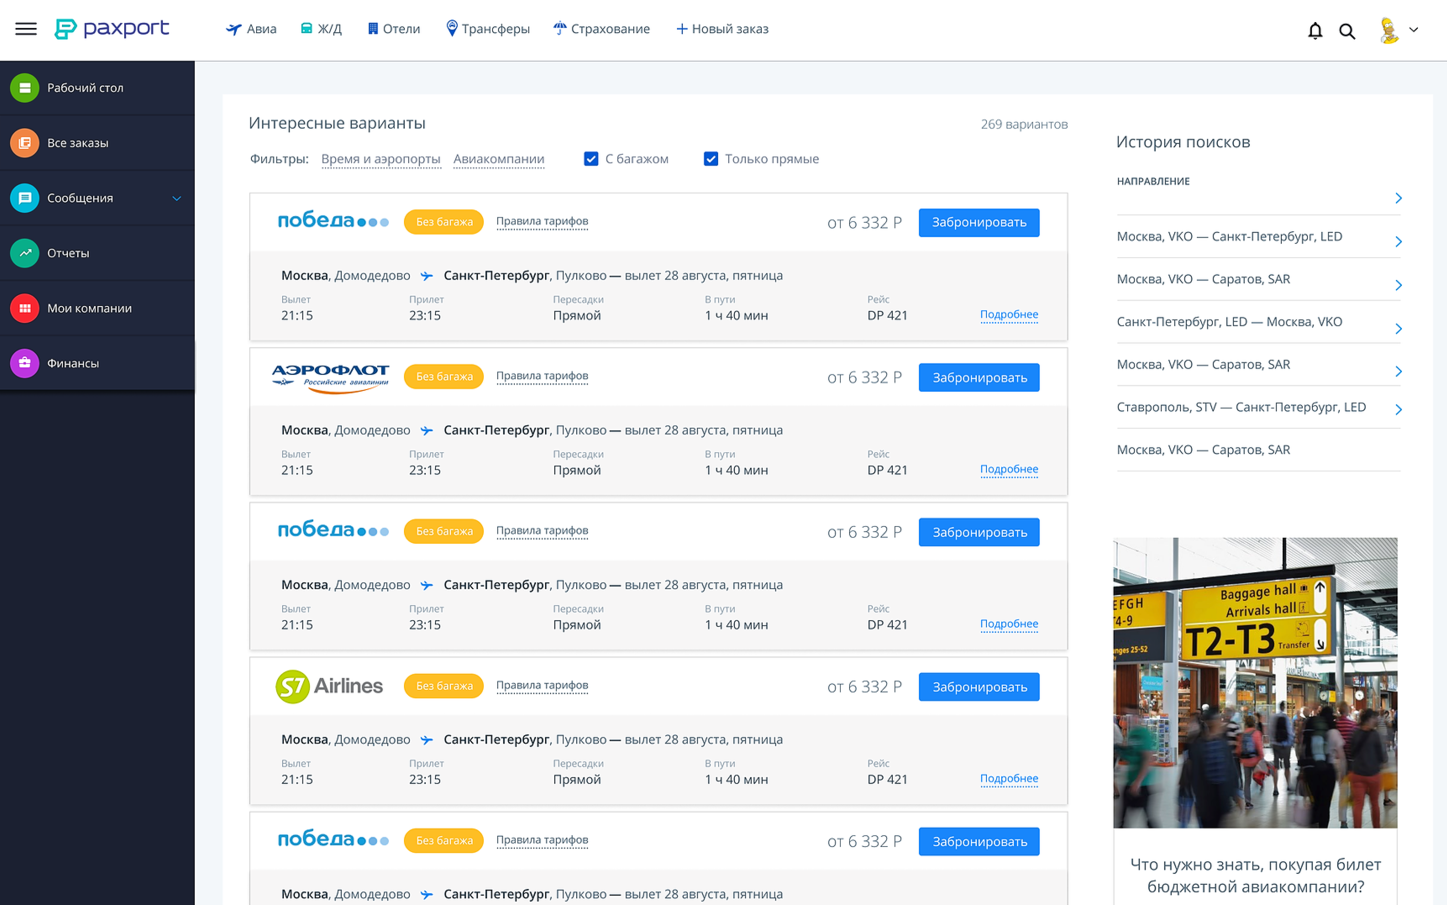 paxport
Авиа
Ж/Д
Отели
Трансферы
Страхование
Новый заказ
Рабочий стол
Все заказы
Сообщения
Отчеты
Мои компании
Финансы
Интересные варианты
269 вариантов
Фильтры: Время и аэропорты Авиакомпании С багажом Только прямые
победа Без багажа Правила тарифов от 6 332 Р Забронировать
Москва, Домодедово Санкт-Петербург, Пулково — вылет 28 августа, пятница
Вылет Прилет Пересадки В пути Рейс
21:15 23:15 Прямой 1 ч 40 мин DP 421 Подробнее
АЭРОФЛОТ
Российские авиалинии
Без багажа Правила тарифов от 6 332 Р Забронировать
Москва, Домодедово Санкт-Петербург, Пулково — вылет 28 августа, пятница
Вылет Прилет Пересадки В пути Рейс
21:15 23:15 Прямой 1 ч 40 мин DP 421 Подробнее
победа Без багажа Правила тарифов от 6 332 Р Забронировать
Москва, Домодедово Санкт-Петербург, Пулково — вылет 28 августа, пятница
Вылет Прилет Пересадки В пути Рейс
21:15 23:15 Прямой 1 ч 40 мин DP 421 Подробнее
S7 Airlines Без багажа Правила тарифов от 6 332 Р Забронировать
Москва, Домодедово Санкт-Петербург, Пулково — вылет 28 августа, пятница
Вылет Прилет Пересадки В пути Рейс
21:15 23:15 Прямой 1 ч 40 мин DP 421 Подробнее
победа Без багажа Правила тарифов от 6 332 Р Забронировать
Москва, Домодедово Санкт-Петербург, Пулково — вылет 28 августа, пятница
История поисков
НАПРАВЛЕНИЕ
Москва, VKO — Санкт-Петербург, LED
Москва, VKO — Саратов, SAR
Санкт-Петербург, LED — Москва, VKO
Москва, VKO — Саратов, SAR
Ставрополь, STV — Санкт-Петербург, LED
Москва, VKO — Саратов, SAR
Baggage hall
Arrivals hall
T2-T3
Transfer
EFGH
4-9
nges 25-52
Что нужно знать, покупая билет
бюджетной авиакомпании?